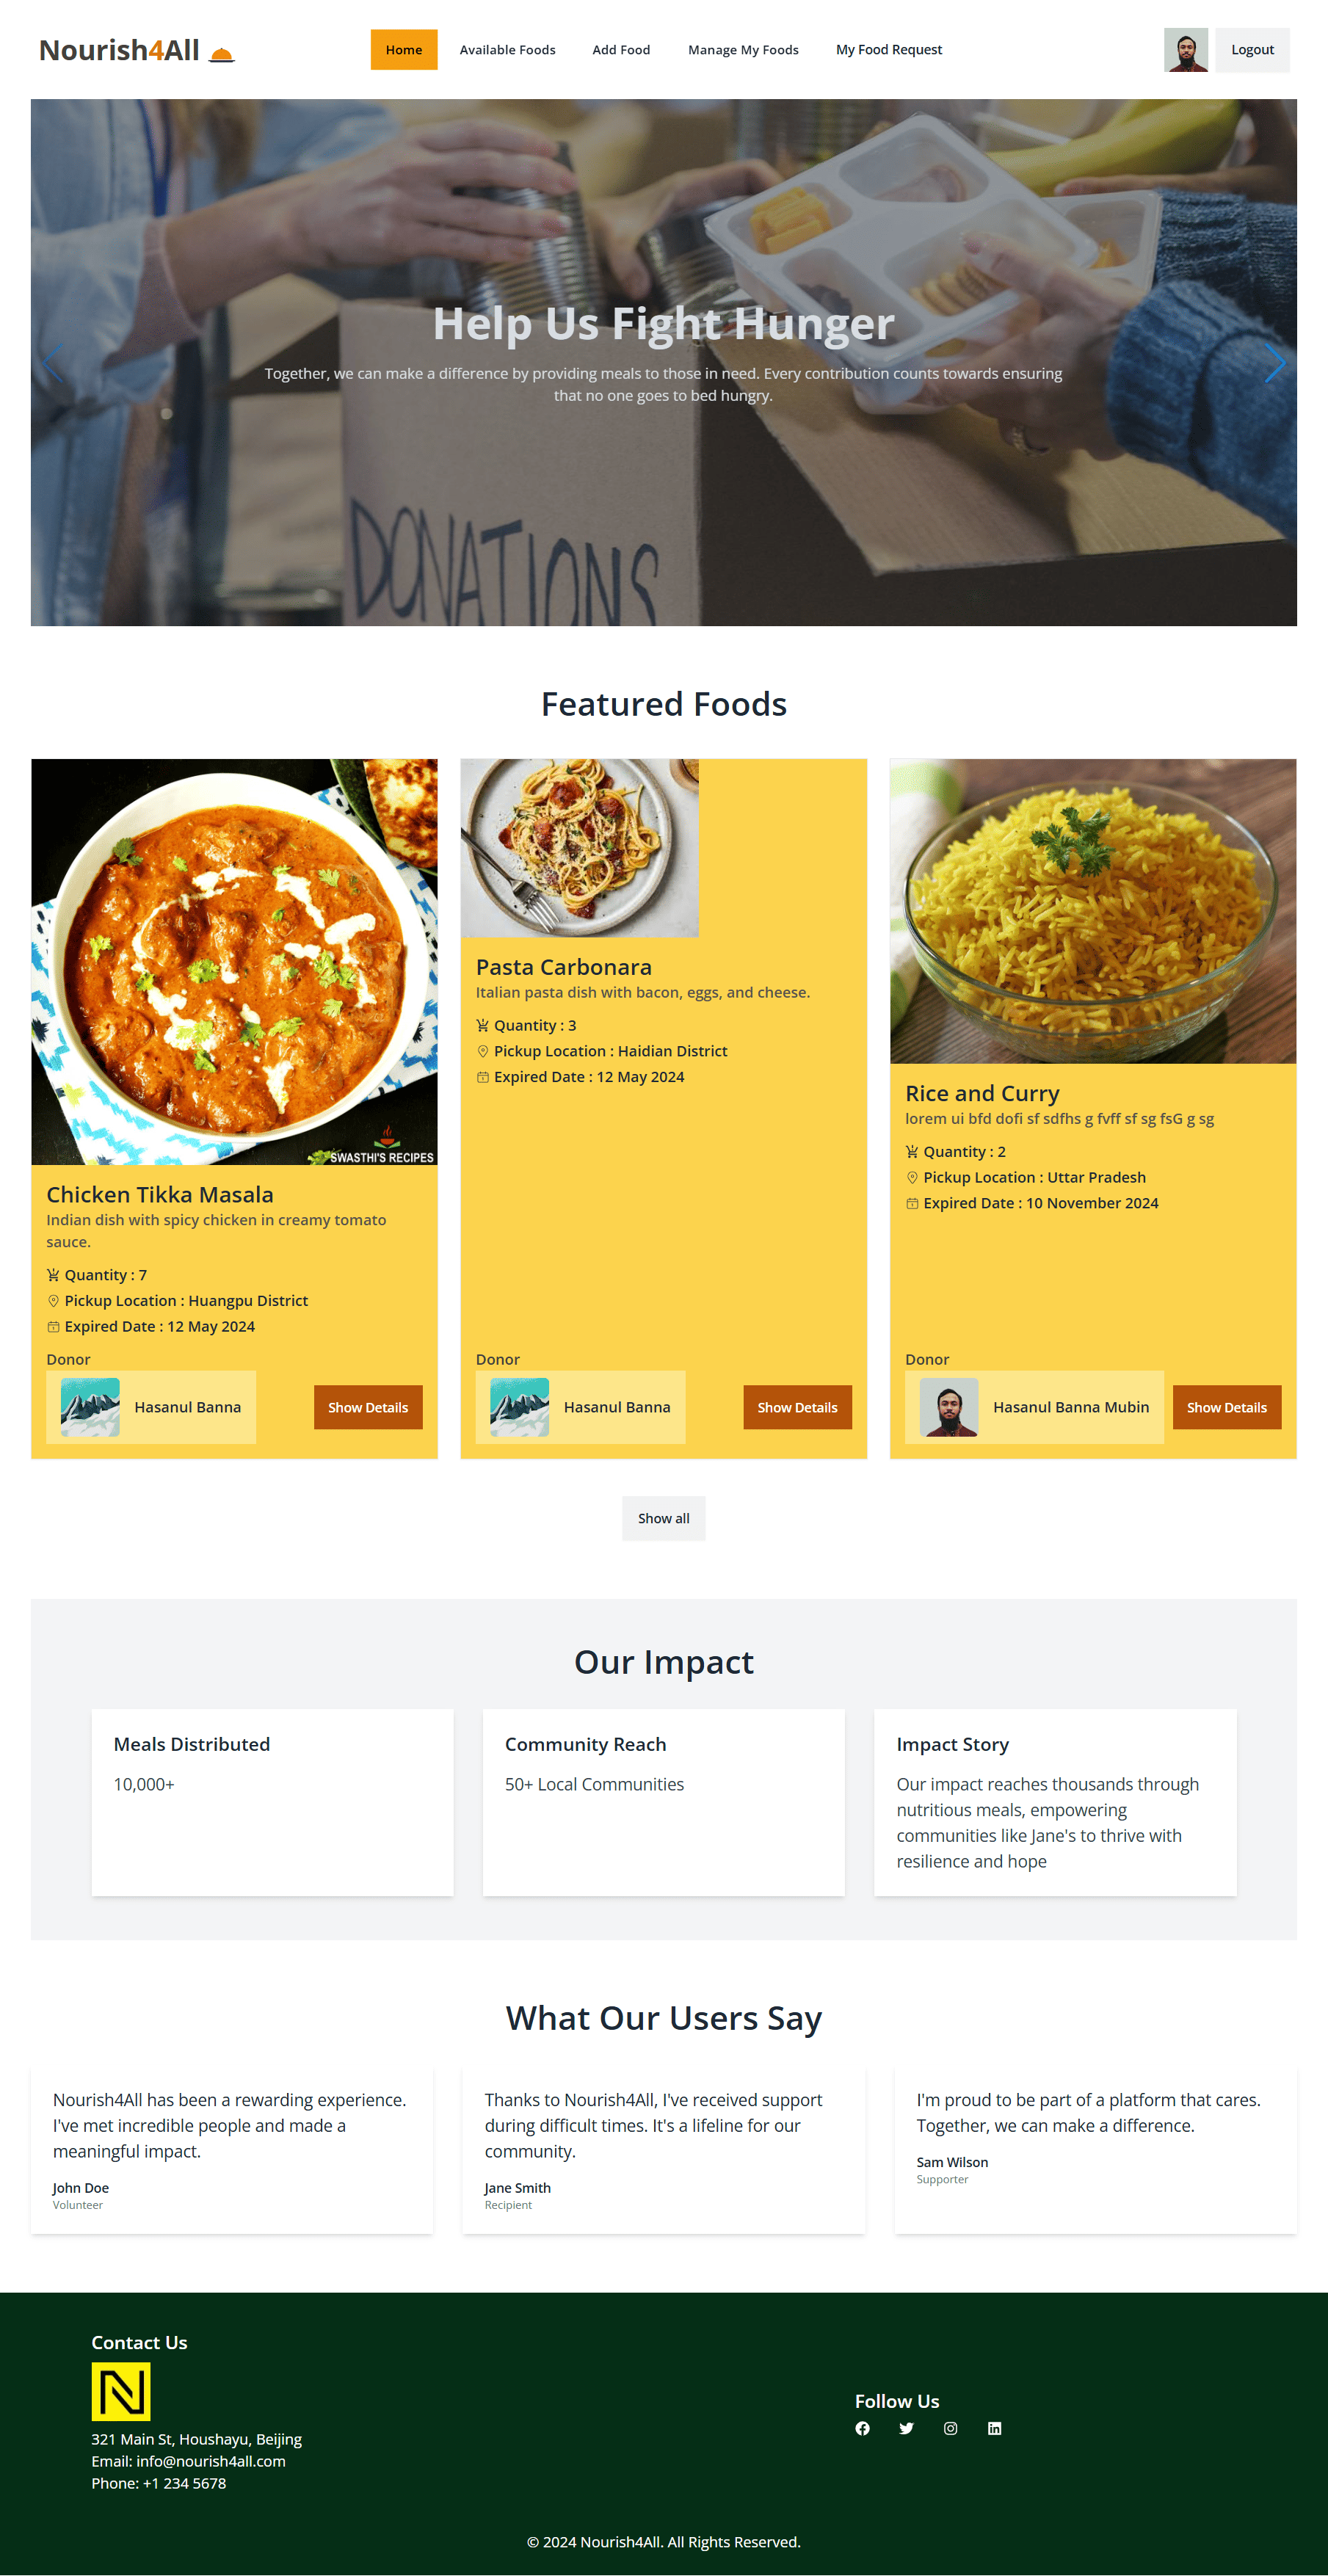 Nourish4All
Home
Available Foods
Add Food
Manage My Foods
My Food Request
Logout
Help Us Fight Hunger
Together, we can make a difference by providing meals to those in need. Every contribution counts towards ensuring
that no one goes to bed hungry.
DONATIONS
Featured Foods
SWASTHI'S RECIPES
Chicken Tikka Masala
Indian dish with spicy chicken in creamy tomato
sauce.
Quantity : 7
Pickup Location : Huangpu District
Expired Date : 12 May 2024
Donor
Hasanul Banna
Show Details
Pasta Carbonara
Italian pasta dish with bacon, eggs, and cheese.
Quantity : 3
Pickup Location : Haidian District
Expired Date : 12 May 2024
Donor
Hasanul Banna
Show Details
Rice and Curry
lorem ui bfd dofi sf sdfhs g fvff sf sg fsG g sg
Quantity : 2
Pickup Location : Uttar Pradesh
Expired Date : 10 November 2024
Donor
Hasanul Banna Mubin
Show Details
Show all
Our Impact
Meals Distributed
10,000+
Community Reach
50+ Local Communities
Impact Story
Our impact reaches thousands through
nutritious meals, empowering
communities like Jane's to thrive with
resilience and hope
What Our Users Say
Nourish4All has been a rewarding experience.
I've met incredible people and made a
meaningful impact.
John Doe
Volunteer
Thanks to Nourish4All, I've received support
during difficult times. It's a lifeline for our
community.
Jane Smith
Recipient
I'm proud to be part of a platform that cares.
Together, we can make a difference.
Sam Wilson
Supporter
Contact Us
N
321 Main St, Houshayu, Beijing
Email: info@nourish4all.com
Phone: +1 234 5678
Follow Us
© 2024 Nourish4All. All Rights Reserved.